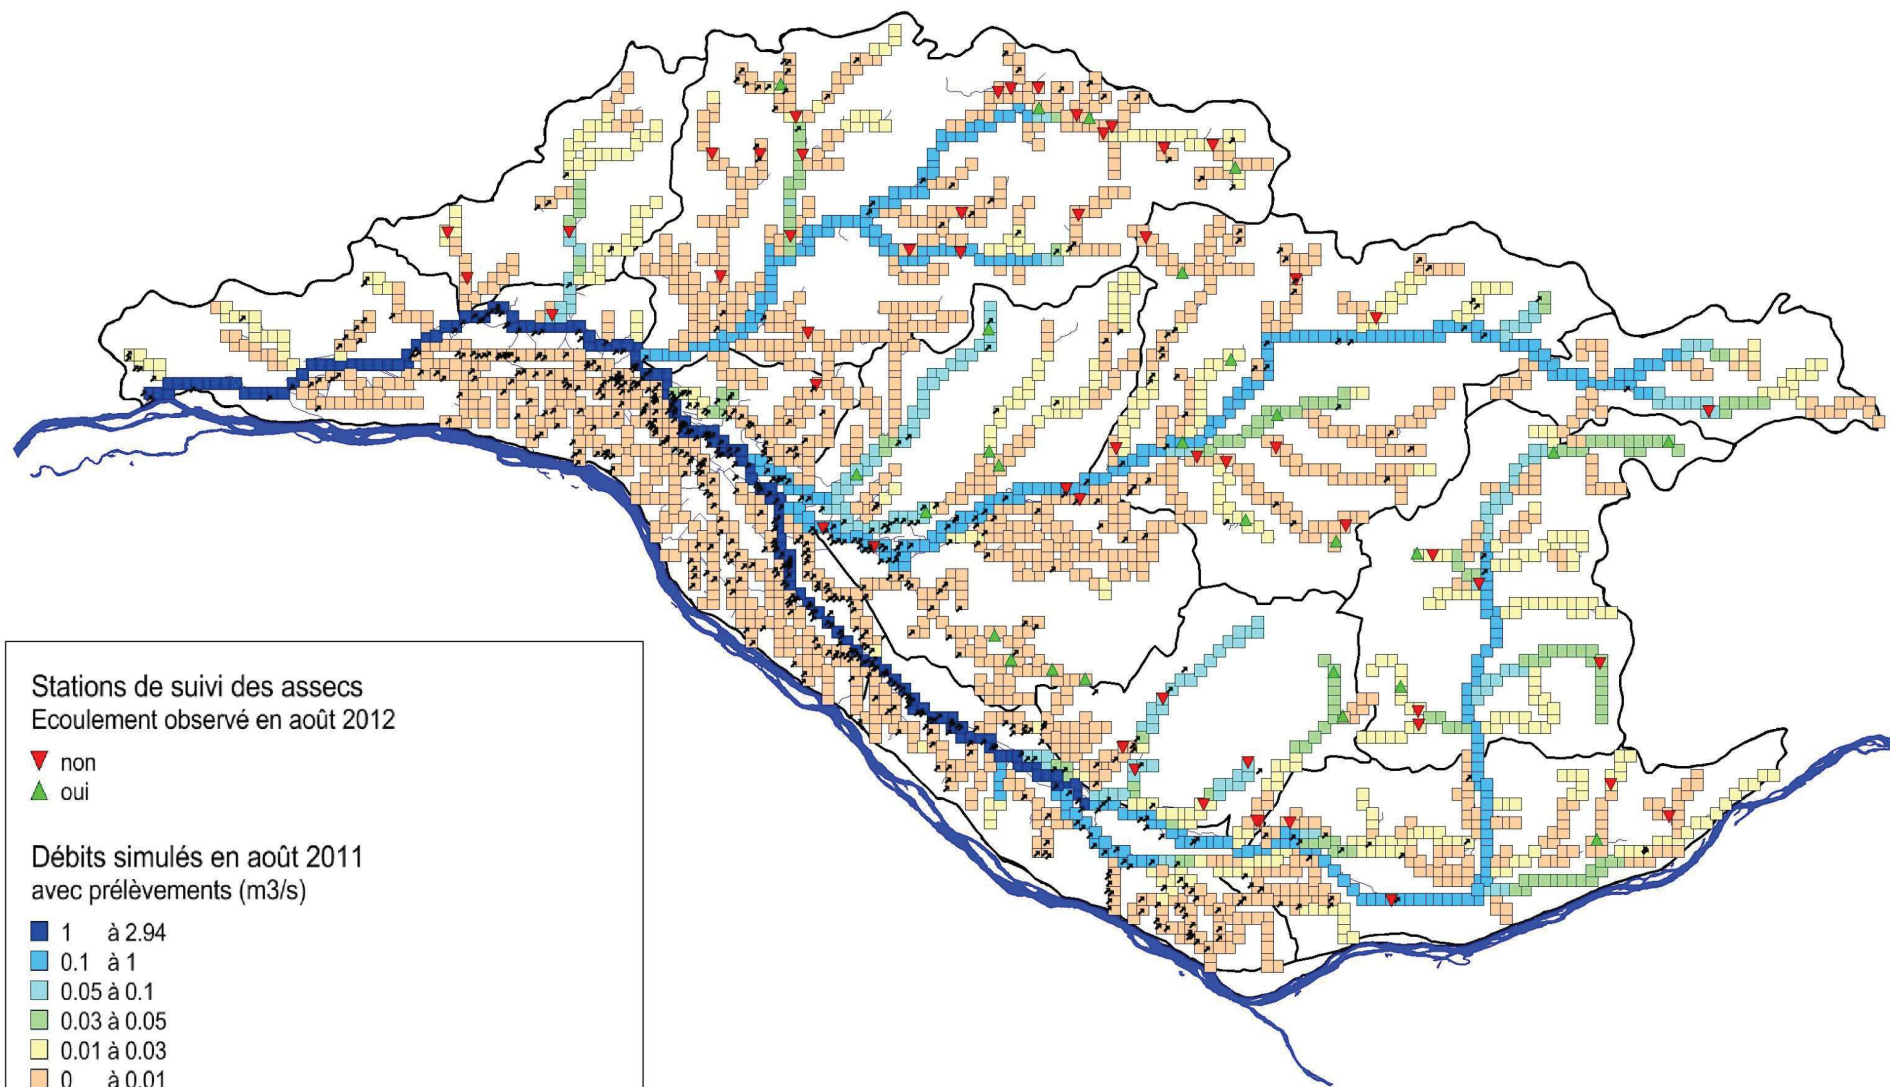 Stations de suivi des assecs
Ecoulement observé en août 2012
non
oui
Débits simulés en août 2011
avec prélèvements (m3/s)
1 à 2.94
0.1 à 1
0.05 à 0.1
0.03 à 0.05
0.01 à 0.03
0 à 0.01